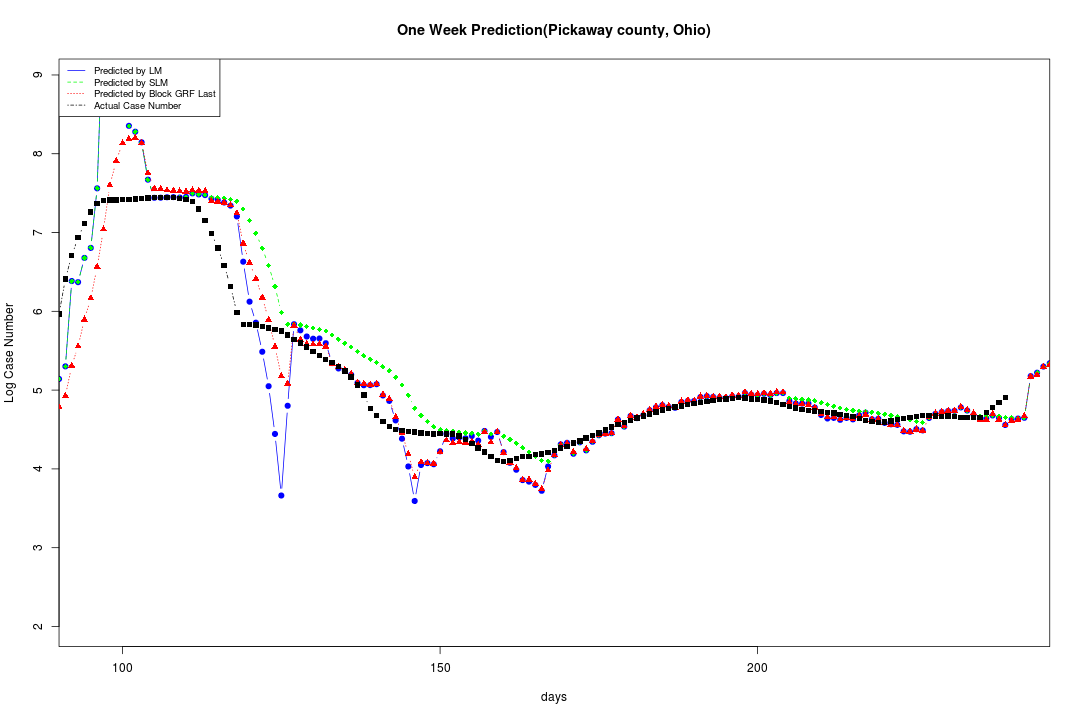 One Week Prediction(Pickaway county, Ohio)
Predicted by LM
Predicted by SLM
Predicted by Block GRF Last
Actual Case Number
9
8
7
6
5
4
3
2
Log Case Number
100
150
200
days